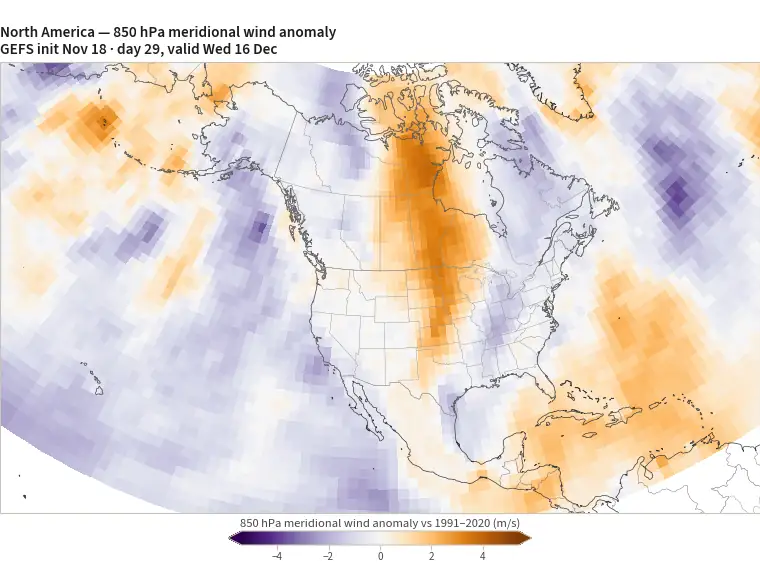 North America — 850 hPa meridional wind anomaly
GEFS init Nov 18 · day 29, valid Wed 16 Dec
850 hPa meridional wind anomaly vs 1991–2020 (m/s)
−4 −2 0 2 4